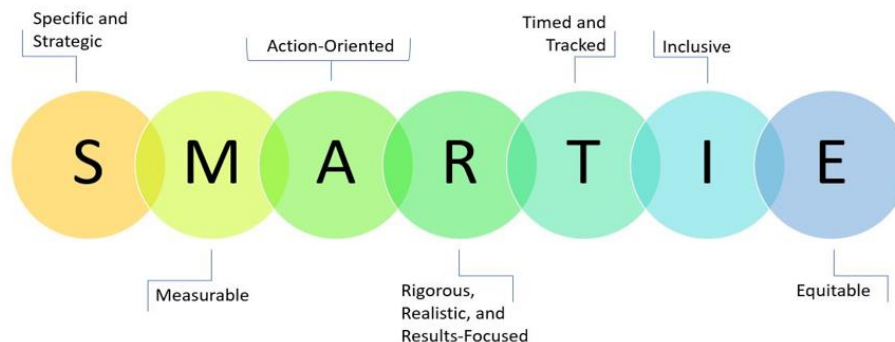 Specific and
Strategic
Action-Oriented
Timed and
Tracked
Inclusive
S M A R T I E
Measurable
Rigorous,
Realistic, and
Results-Focused
Equitable